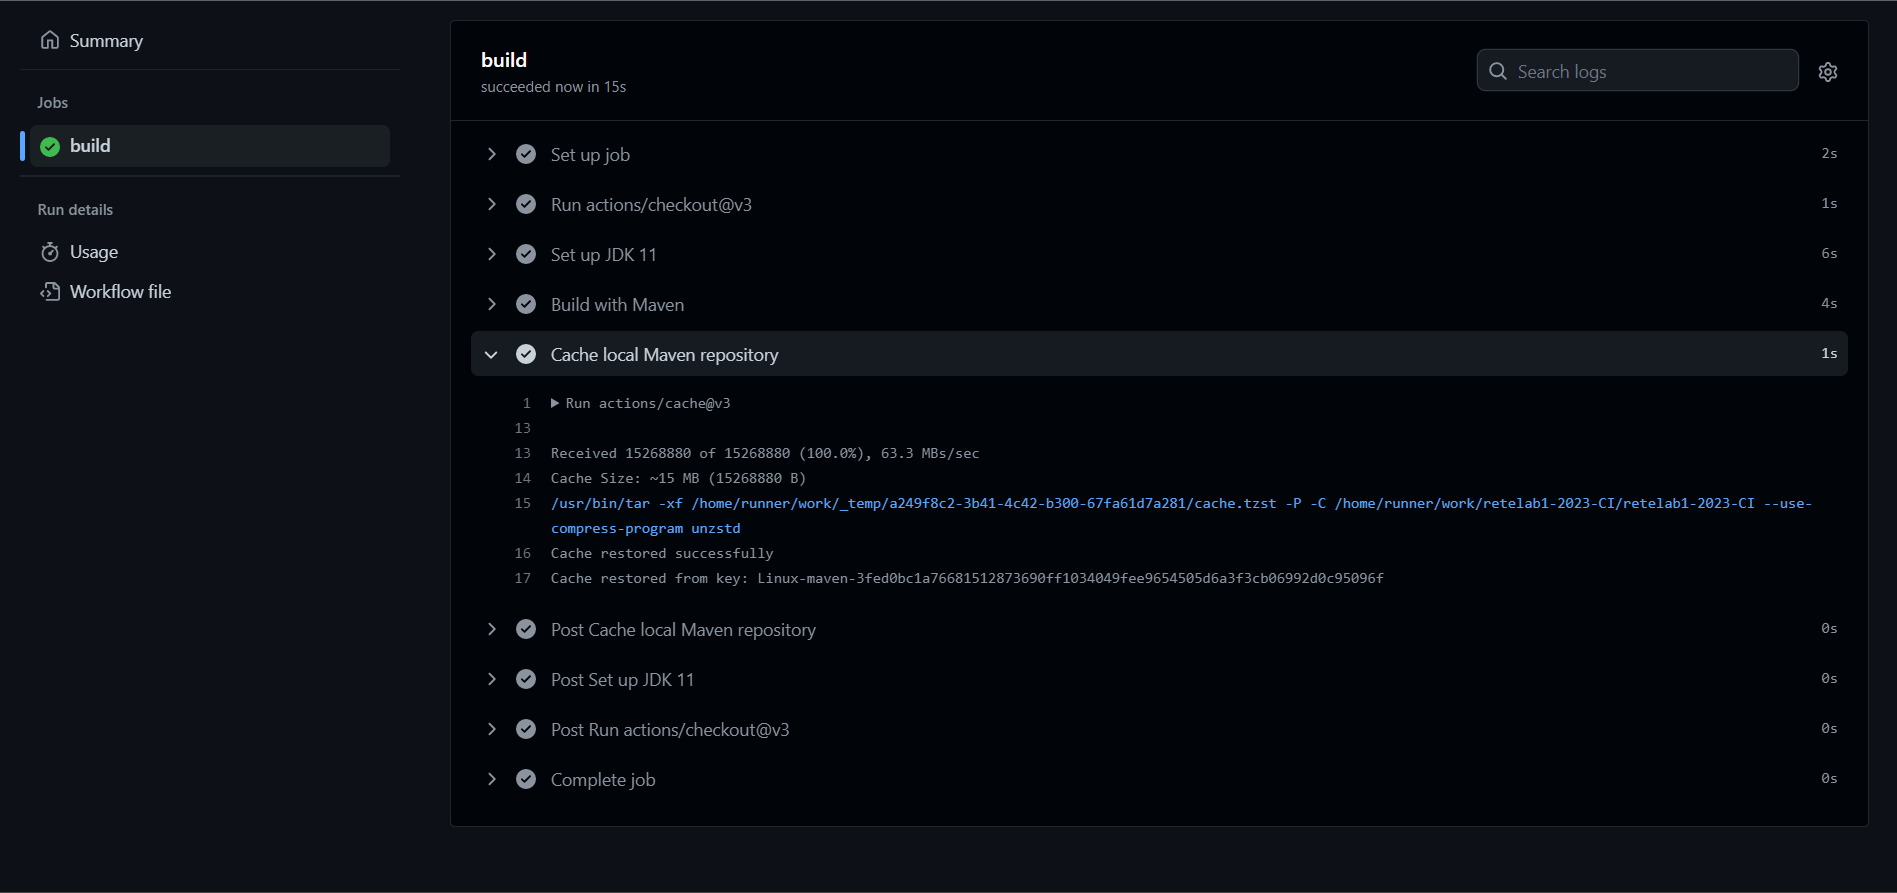 Summary
Jobs
build
Run details
Usage
Workflow file
build
succeeded now in 15s
Search logs
Set up job 2s
Run actions/checkout@v3 1s
Set up JDK 11 6s
Build with Maven 4s
Cache local Maven repository 1s
1 Run actions/cache@v3
13
13 Received 15268880 of 15268880 (100.0%), 63.3 MBs/sec
14 Cache Size: ~15 MB (15268880 B)
15 /usr/bin/tar -xf /home/runner/work/_temp/a249f8c2-3b41-4c42-b300-67fa61d7a281/cache.tzst -P -C /home/runner/work/retelab1-2023-CI/retelab1-2023-CI --use-
compress-program unzstd
16 Cache restored successfully
17 Cache restored from key: Linux-maven-3fed0bc1a76681512873690ff1034049fee9654505d6a3f3cb06992d0c95096f
Post Cache local Maven repository 0s
Post Set up JDK 11 0s
Post Run actions/checkout@v3 0s
Complete job 0s